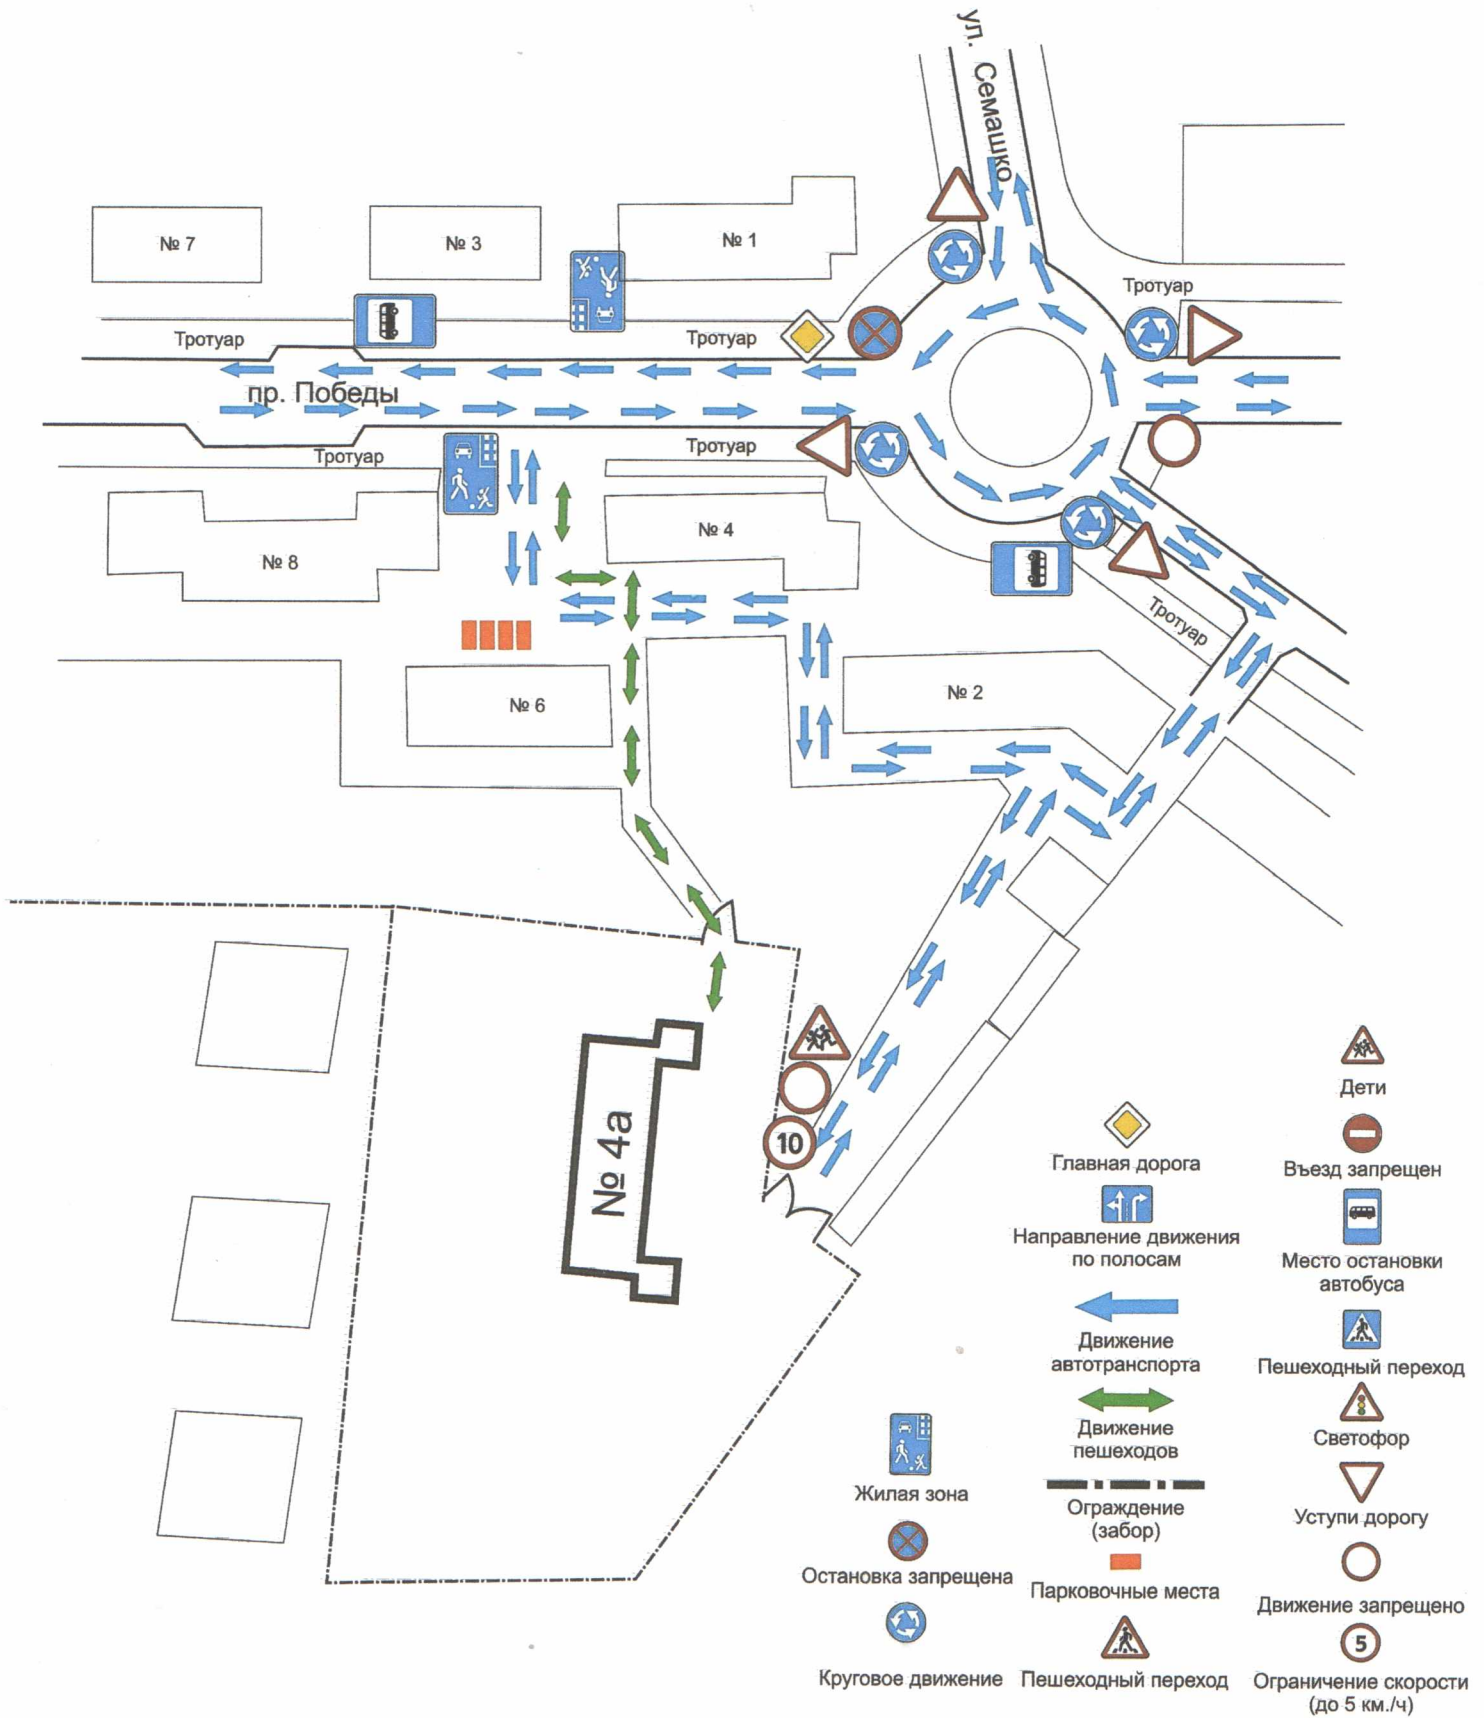 ул. Семашко
№ 7
№ 3
№ 1
Тротуар
Тротуар
Тротуар
пр. Победы
Тротуар
Тротуар
№ 8
№ 4
Тротуар
№ 6
№ 2
№ 4а
10
Дети
Главная дорога
Въезд запрещен
Направление движения
по полосам
Место остановки
автобуса
Движение
автотранспорта
Пешеходный переход
Движение
пешеходов
Светофор
Жилая зона
Ограждение
(забор)
Уступи дорогу
Остановка запрещена
Парковочные места
Движение запрещено
5
Круговое движение
Пешеходный переход
Ограничение скорости
(до 5 км./ч)